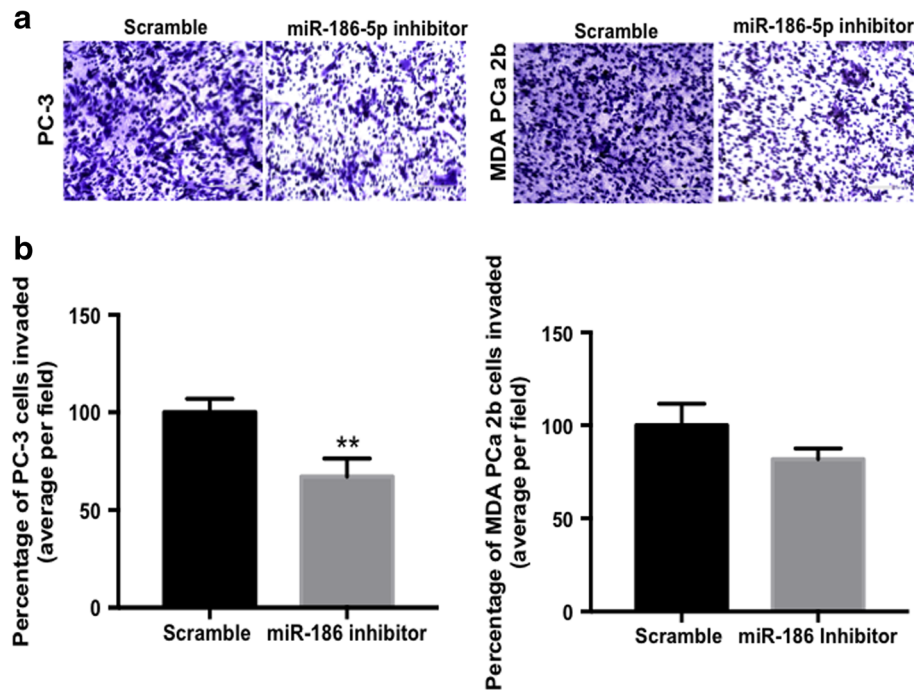 a
Scramble
miR-186-5p inhibitor
Scramble
miR-186-5p inhibitor
PC-3
MDA PCa 2b
b
Percentage of PC-3 cells invaded
(average per field)
150
100
50
0
**
Scramble
miR-186 inhibitor
Percentage of MDA PCa 2b cells invaded
(average per field)
150
100
50
0
Scramble
miR-186 Inhibitor